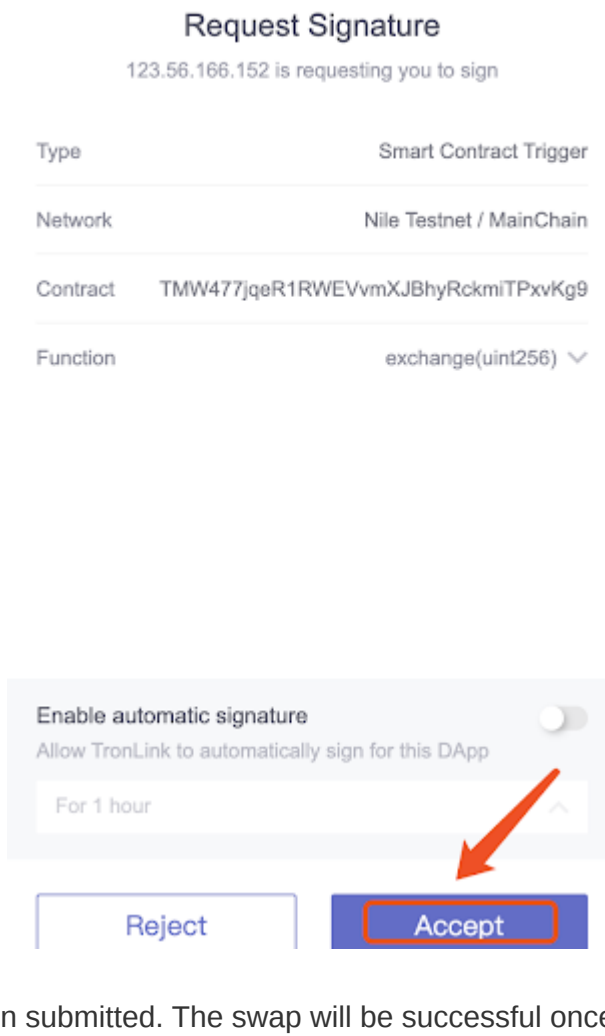 Request Signature
123.56.166.152 is requesting you to sign
Type Smart Contract Trigger
Network Nile Testnet / MainChain
Contract TMW477jqeR1RWEVvmXJBhyRckmiTPxvKg9
Function exchange(uint256)
Enable automatic signature
Allow TronLink to automatically sign for this DApp
For 1 hour
Reject Accept
n submitted. The swap will be successful once